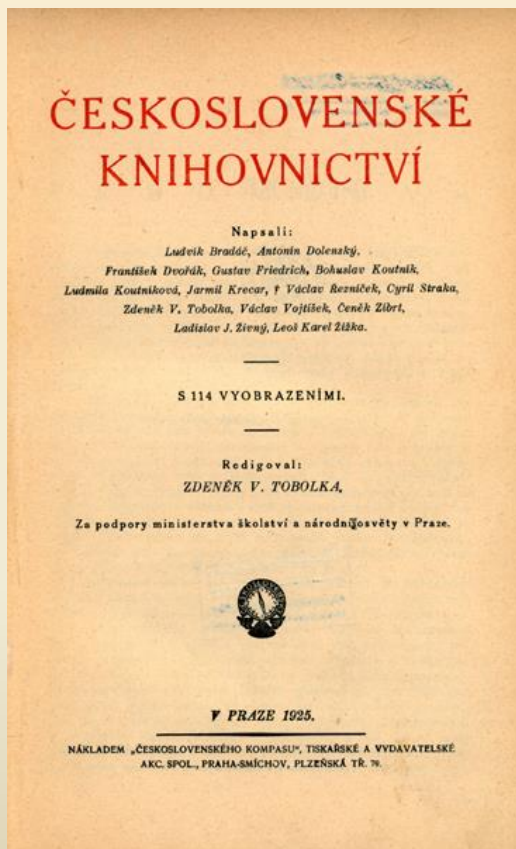 ČESKOSLOVENSKÉ
KNIHOVNICTVÍ
Napsali:
Ludvík Bradáč, Antonín Dolenský,
František Dvořák, Gustav Friedrich, Bohuslav Koutník,
Ludmila Koutníková, Jarmil Krecar, † Václav Řezníček, Cyril Straka,
Zdeněk V. Tobolka, Václav Vojtíšek, Čeněk Zíbrt,
Ladislav J. Živný, Leoš Karel Žižka.
S 114 VYOBRAZENÍMI.
Redigoval:
ZDENĚK V. TOBOLKA.
Za podpory ministerstva školství a národní osvěty v Praze.
V PRAZE 1925.
NÁKLADEM „ČESKOSLOVENSKÉHO KOMPASU“, TISKAŘSKÉ A VYDAVATELSKÉ
AKC. SPOL., PRAHA-SMÍCHOV, PLZEŇSKÁ TŘ. 70.